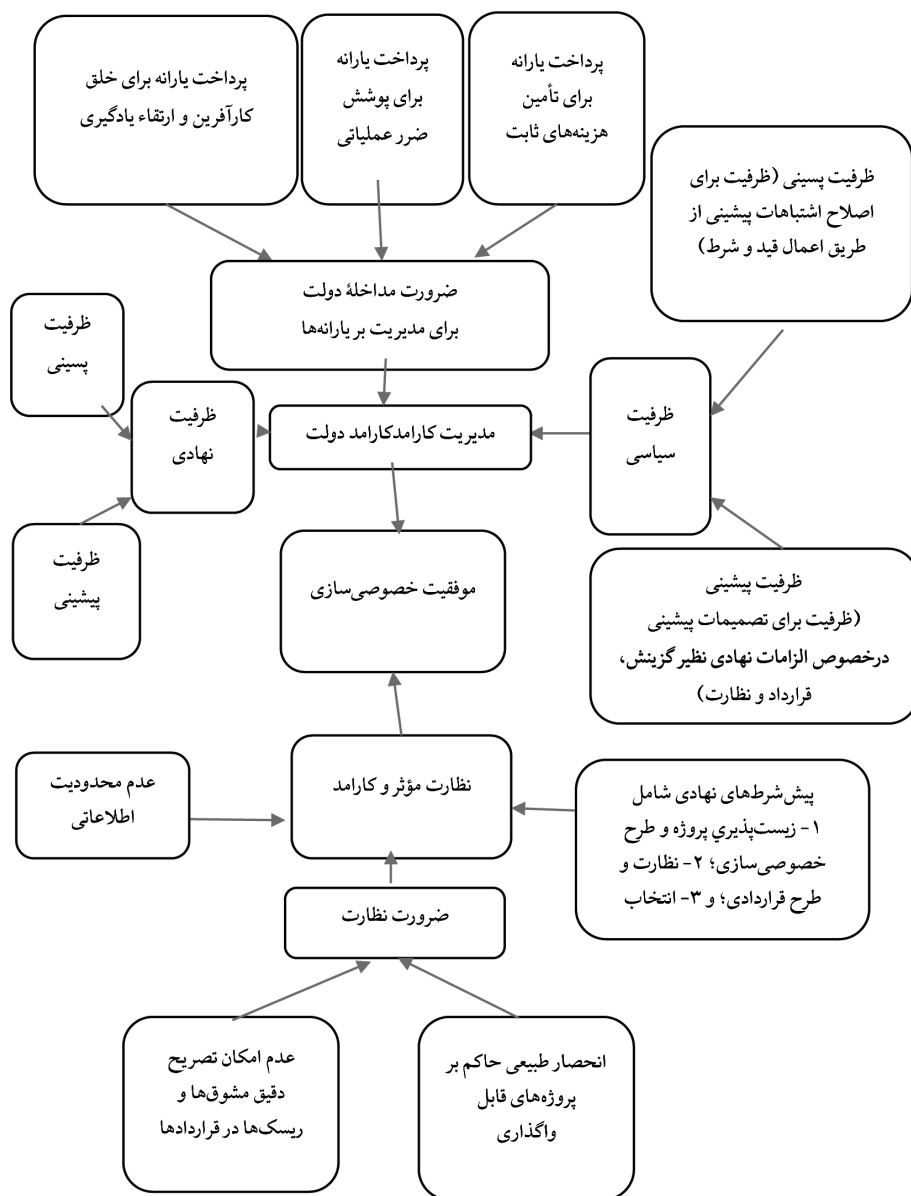 پرداخت یارانه
برای تأمین
هزینه‌های ثابت
پرداخت یارانه
برای پوشش
ضرر عملیاتی
پرداخت یارانه برای خلق
کارآفرین و ارتقاء یادگیری
ظرفیت پسینی (ظرفیت برای
اصلاح اشتباهات پیشینی از
طریق اعمال قید و شرط)
ضرورت مداخلهٔ دولت
برای مدیریت بر یارانه‌ها
ظرفیت
پسینی
ظرفیت
سیاسی
مدیریت کارامدکارامد دولت
ظرفیت
نهادی
ظرفیت
پیشینی
موفقیت خصوصی‌سازی
ظرفیت پیشینی
(ظرفیت برای تصمیمات پیشینی
درخصوص الزامات نهادی نظیر گزینش،
قرارداد و نظارت)
نظارت مؤثر و کارامد
عدم محدودیت
اطلاعاتی
پیش‌شرط‌های نهادی شامل
۱- زیست‌پذیري پروژه و طرح
خصوصی‌سازی؛ ۲- نظارت و
طرح قراردادی؛ و ۳- انتخاب
ضرورت نظارت
انحصار طبیعی حاکم بر
پروژه‌های قابل
واگذاری
عدم امکان تصریح
دقیق مشوق‌ها و
ریسک‌ها در قراردادها